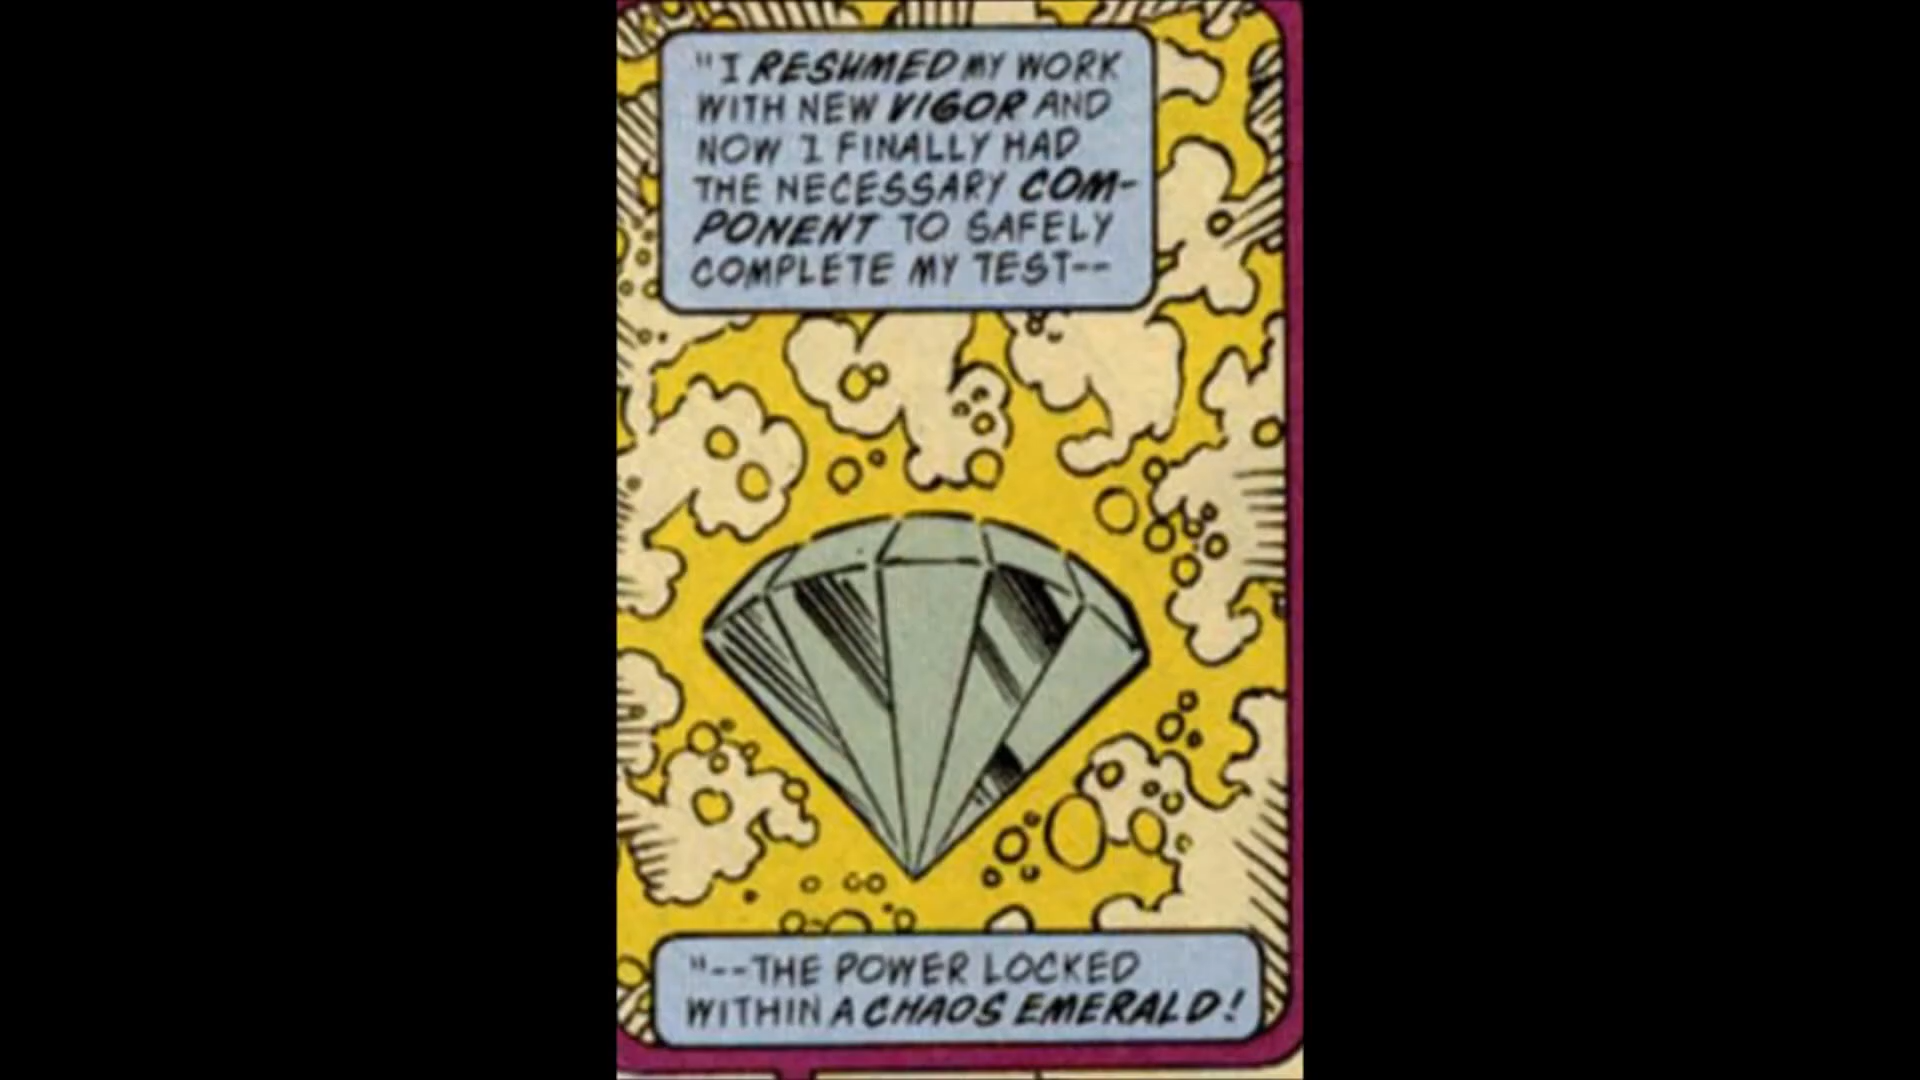 "I RESUMED MY WORK
WITH NEW VIGOR AND
NOW I FINALLY HAD
THE NECESSARY COM-
PONENT TO SAFELY
COMPLETE MY TEST--
"--THE POWER LOCKED
WITHIN A CHAOS EMERALD!